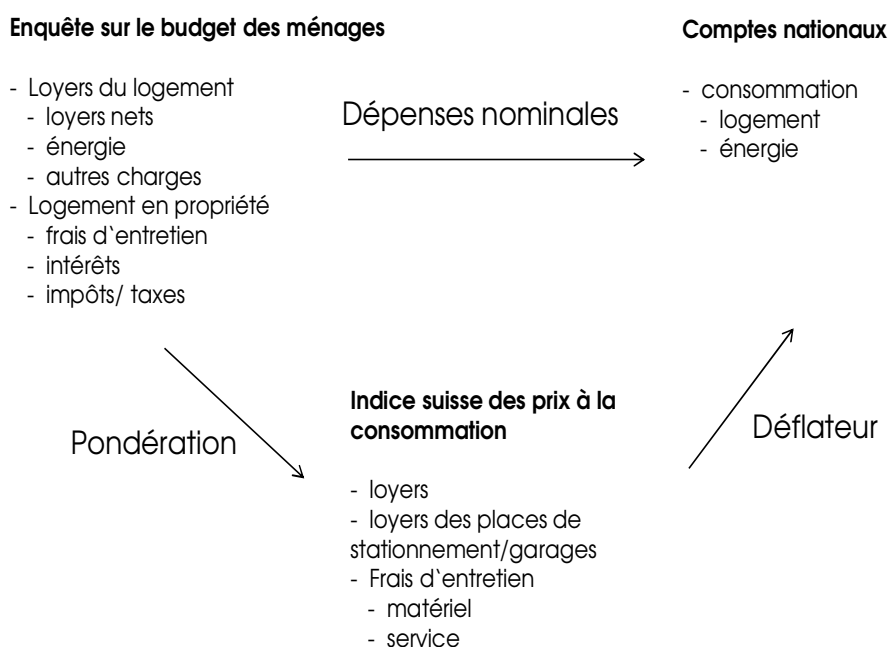 Enquête sur le budget des ménages
- Loyers du logement
- loyers nets
- énergie
- autres charges
- Logement en propriété
- frais d`entretien
- intérêts
- impôts/ taxes
Dépenses nominales
Comptes nationaux
- consommation
- logement
- énergie
Pondération
Indice suisse des prix à la
consommation
- loyers
- loyers des places de
stationnement/garages
- Frais d`entretien
- matériel
- service
Déflateur